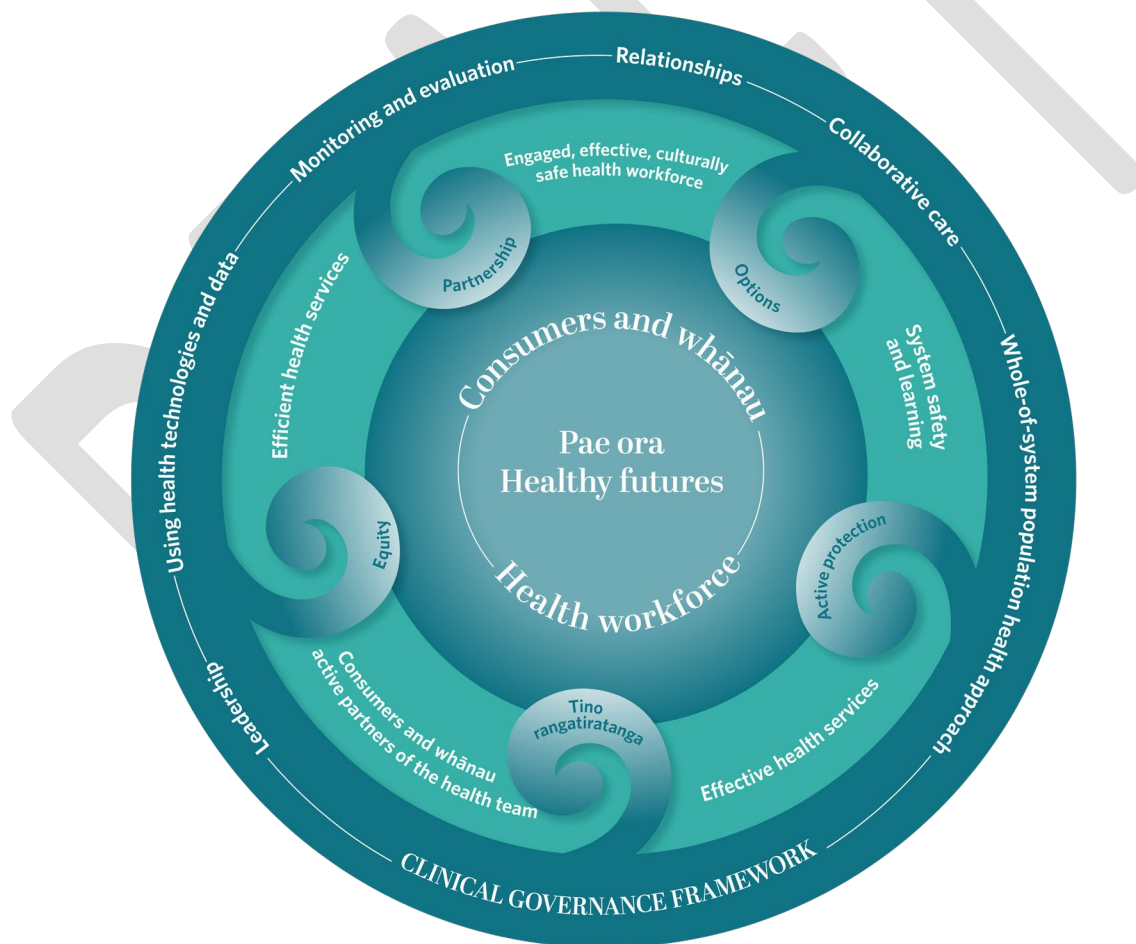 Monitoring and evaluation
Relationships
Collaborative care
Whole-of-system population health approach
CLINICAL GOVERNANCE FRAMEWORK
Leadership
Using health technologies and data
Engaged, effective, culturally
safe health workforce
Options
System safety
and learning
Active protection
Effective health services
Tino
rangatiratanga
Consumers and whānau
active partners of the health team
Equity
Efficient health services
Partnership
Consumers and whānau
Pae ora
Healthy futures
Health workforce